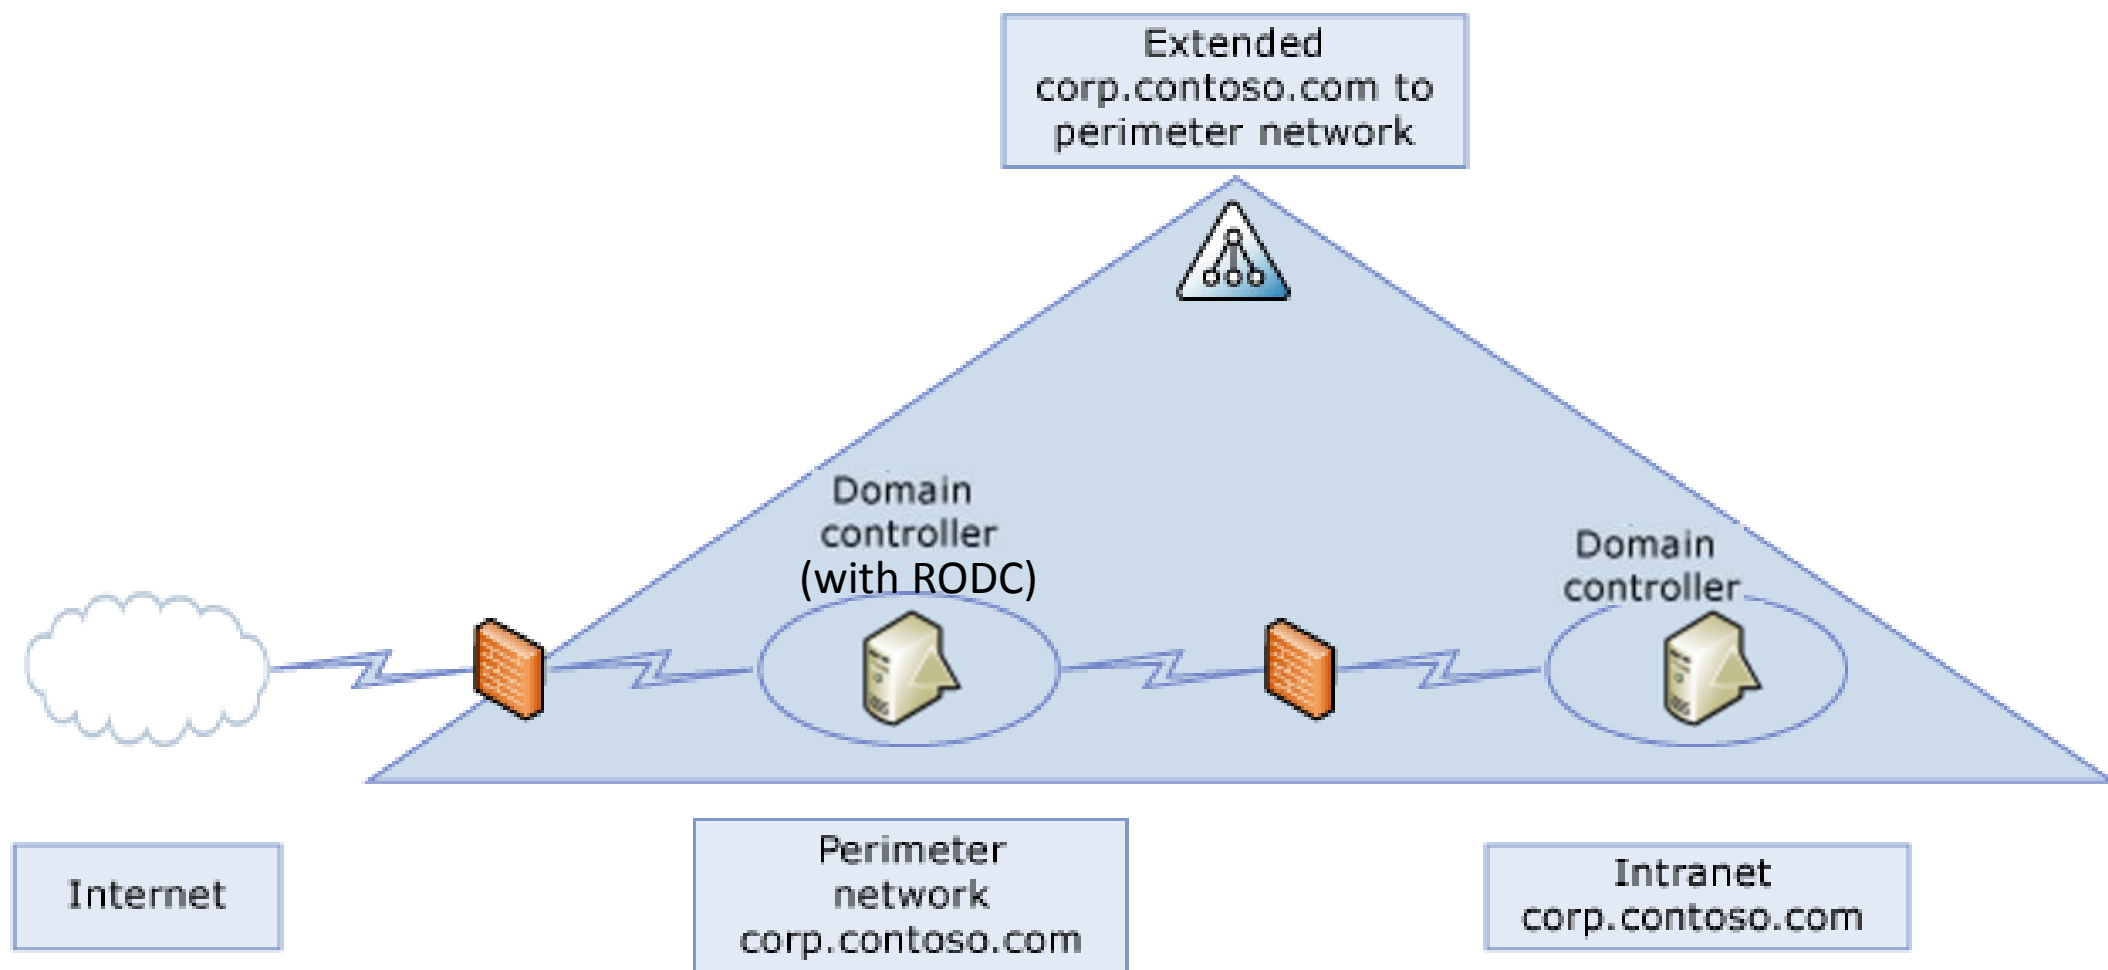 Extended
corp.contoso.com to
perimeter network
Domain
controller
(with RODC)
Domain
controller
Internet
Perimeter
network
corp.contoso.com
Intranet
corp.contoso.com